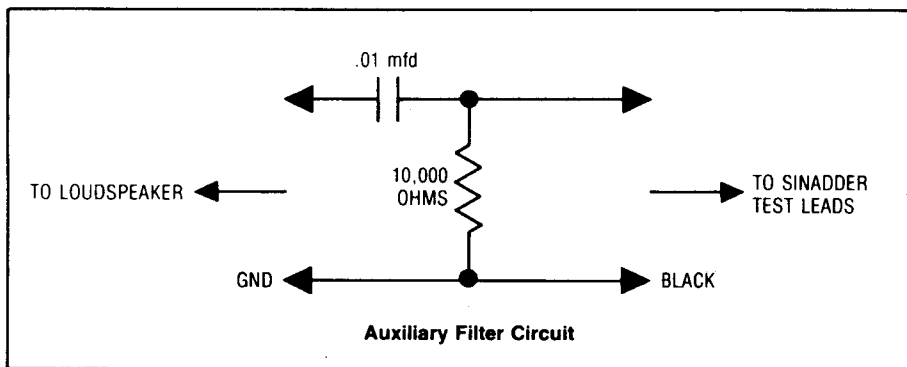 .01 mfd
10,000
OHMS
TO LOUDSPEAKER
TO SINADDER
TEST LEADS
GND
BLACK
Auxiliary Filter Circuit